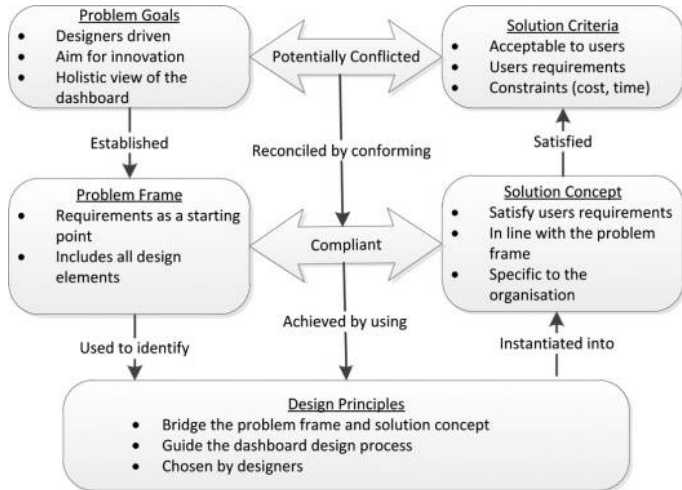 Problem Goals
• Designers driven
• Aim for innovation
• Holistic view of the
dashboard
Potentially Conflicted
Solution Criteria
• Acceptable to users
• Users requirements
• Constraints (cost, time)
Established
Reconciled by conforming
Satisfied
Problem Frame
• Requirements as a starting
point
• Includes all design
elements
Compliant
Solution Concept
• Satisfy users requirements
• In line with the problem
frame
• Specific to the
organisation
Used to identify
Achieved by using
Instantiated into
Design Principles
• Bridge the problem frame and solution concept
• Guide the dashboard design process
• Chosen by designers